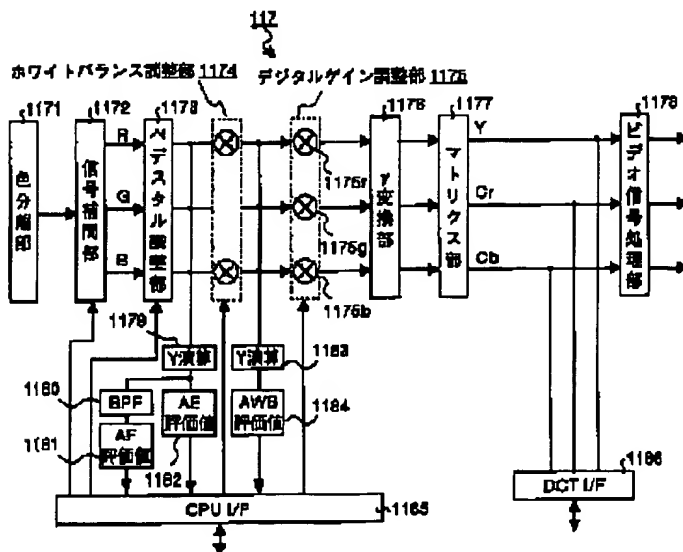 117
ホワイトバランス調整部 1174
デジタルゲイン調整部 1175
1171
1172
1173
1176
1177
1178
色分離部
信号補間部
R
G
B
ペデスタル調整部
1175r
1175g
1175b
γ変換部
マトリクス部
Y
Cr
Cb
ビデオ信号処理部
1179
Y演算
Y演算
1183
1180
BPF
AE
評価値
AWB
評価値
1184
1181
AF
評価値
1182
CPU I/F
1185
DCT I/F
1186